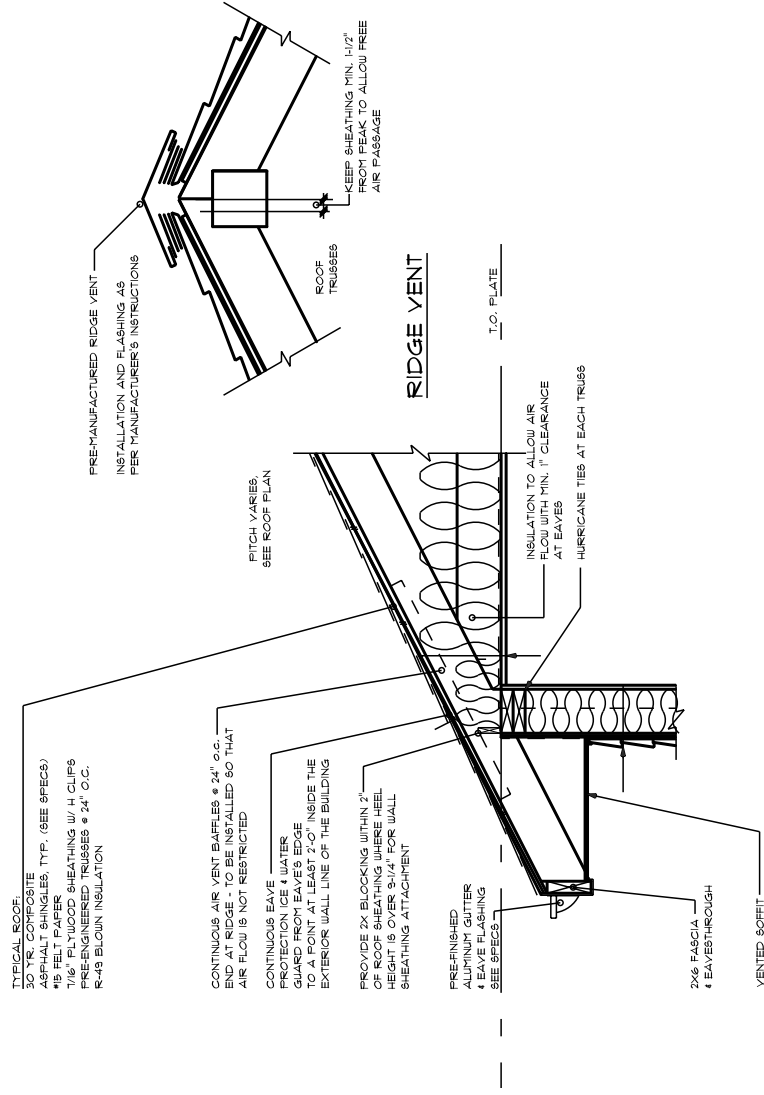 TYPICAL ROOF:
30 YR. COMPOSITE
ASPHALT SHINGLES, TYP. (SEE SPECS)
#15 FELT PAPER
7/16" PLYWOOD SHEATHING W/ H CLIPS
PRE-ENGINEERED TRUSSES @ 24" O.C.
R-49 BLOWN INSULATION
CONTINUOUS AIR VENT BAFFLES @ 24" O.C.
END AT RIDGE - TO BE INSTALLED SO THAT
AIR FLOW IS NOT RESTRICTED
CONTINUOUS EAVE
PROTECTION ICE & WATER
GUARD FROM EAVE'S EDGE
TO A POINT AT LEAST 2'-0" INSIDE THE
EXTERIOR WALL LINE OF THE BUILDING
PROVIDE 2X BLOCKING WITHIN 2"
OF ROOF SHEATHING WHERE HEEL
HEIGHT IS OVER 9-1/4" FOR WALL
SHEATHING ATTACHMENT
PRE-FINISHED
ALUMINUM GUTTER
& EAVE FLASHING
SEE SPECS
2X6 FASCIA
& EAVESTHROUGH
VENTED SOFFIT
PITCH VARIES,
SEE ROOF PLAN
INSULATION TO ALLOW AIR
FLOW WITH MIN. 1" CLEARANCE
AT EAVES
HURRICANE TIES AT EACH TRUSS
T.O. PLATE
PRE-MANUFACTURED RIDGE VENT
INSTALLATION AND FLASHING AS
PER MANUFACTURER'S INSTRUCTIONS
ROOF
TRUSSES
KEEP SHEATHING MIN. 1-1/2"
FROM PEAK TO ALLOW FREE
AIR PASSAGE
RIDGE VENT